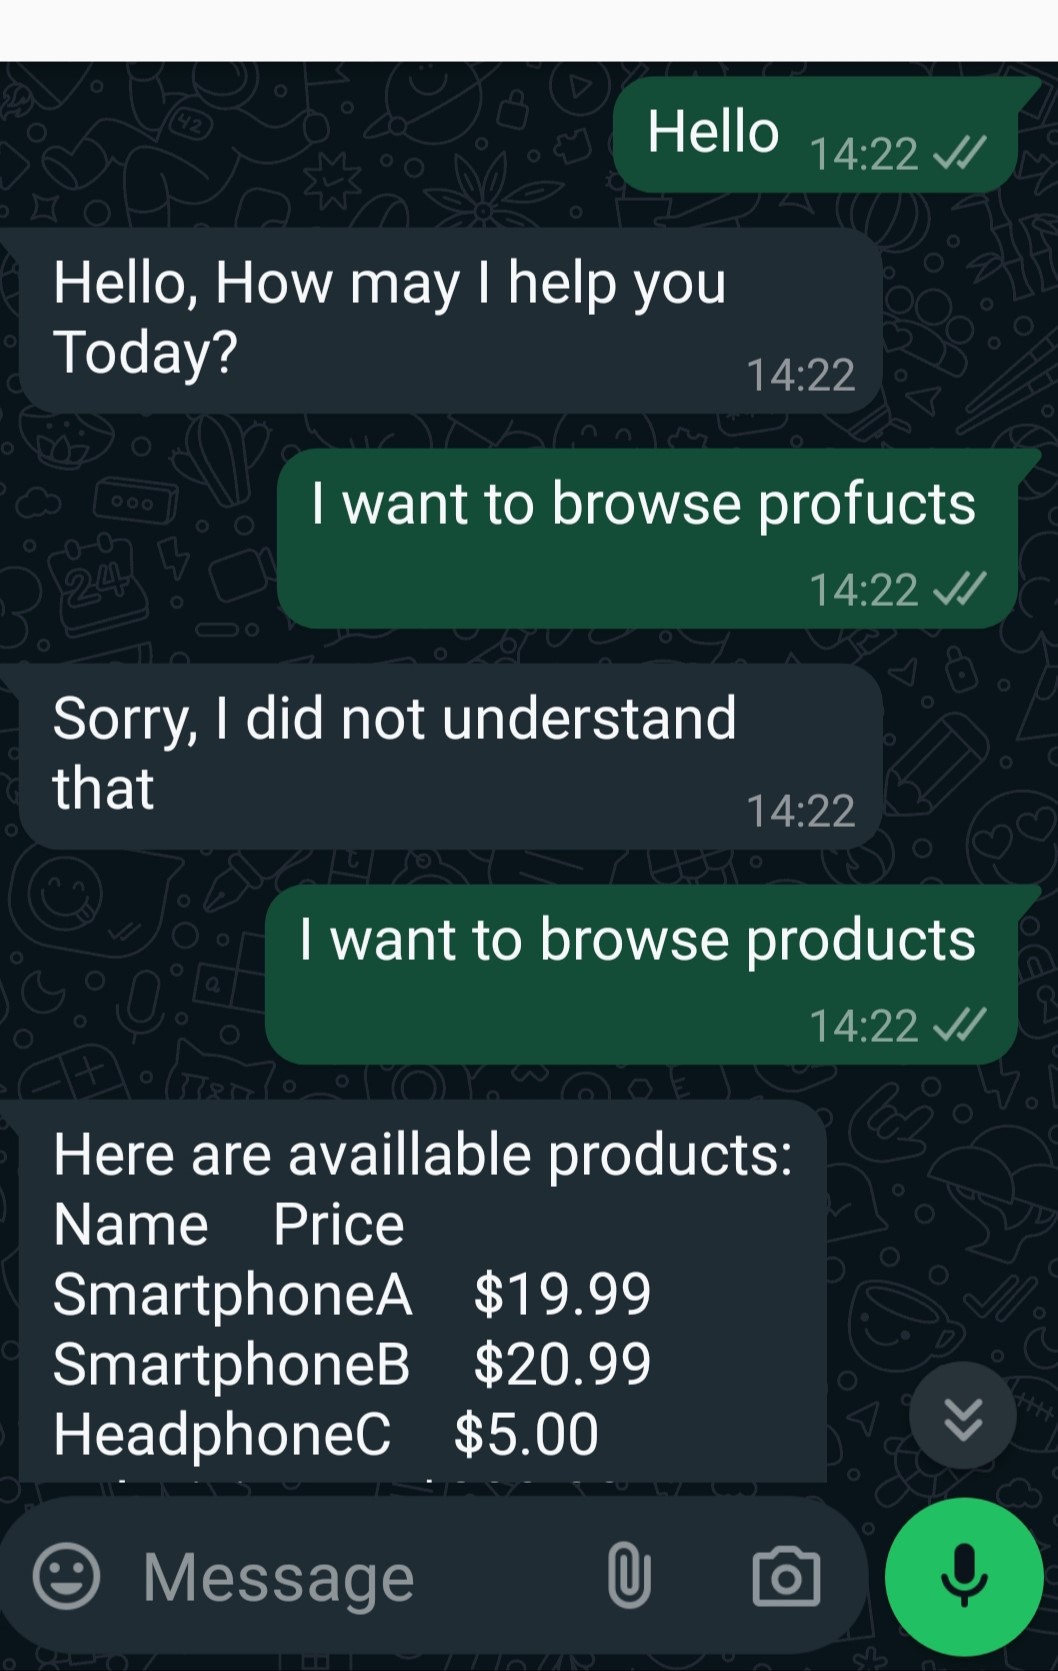 Hello 14:22
Hello, How may I help you
Today?
14:22
I want to browse profucts
14:22
Sorry, I did not understand
that
14:22
I want to browse products
14:22
Here are availlable products:
Name Price
SmartphoneA $19.99
SmartphoneB $20.99
HeadphoneC $5.00
Message